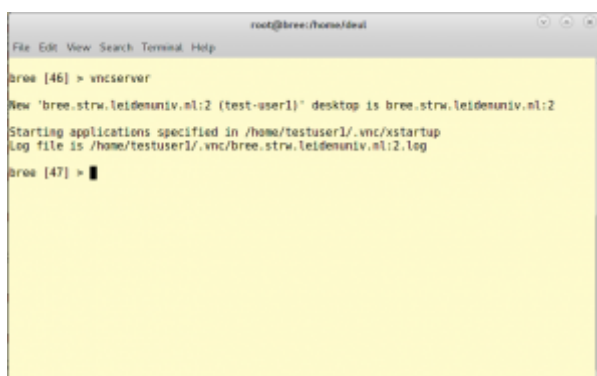 root@bree:/home/deul
File Edit View Search Terminal Help
bree [46] > vncserver
New 'bree.strw.leidenuniv.nl:2 (test-user1)' desktop is bree.strw.leidenuniv.nl:2
Starting applications specified in /home/testuser1/.vnc/xstartup
Log file is /home/testuser1/.vnc/bree.strw.leidenuniv.nl:2.log
bree [47] >